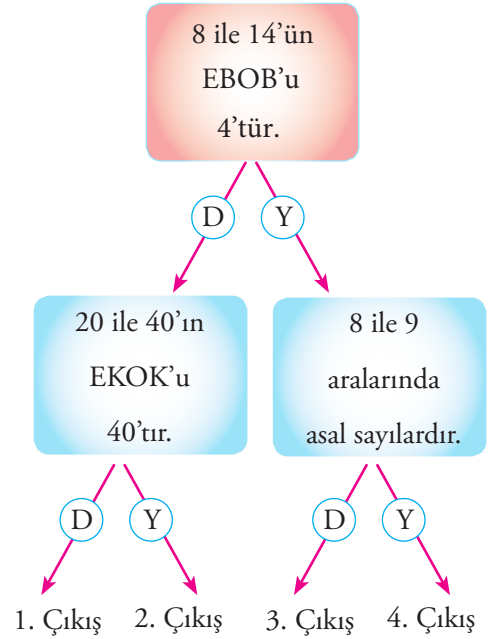 8 ile 14'ün
EBOB'u
4'tür.
D
Y
20 ile 40'ın
EKOK'u
40'tır.
8 ile 9
aralarında
asal sayılardır.
D
Y
D
Y
1. Çıkış
2. Çıkış
3. Çıkış
4. Çıkış